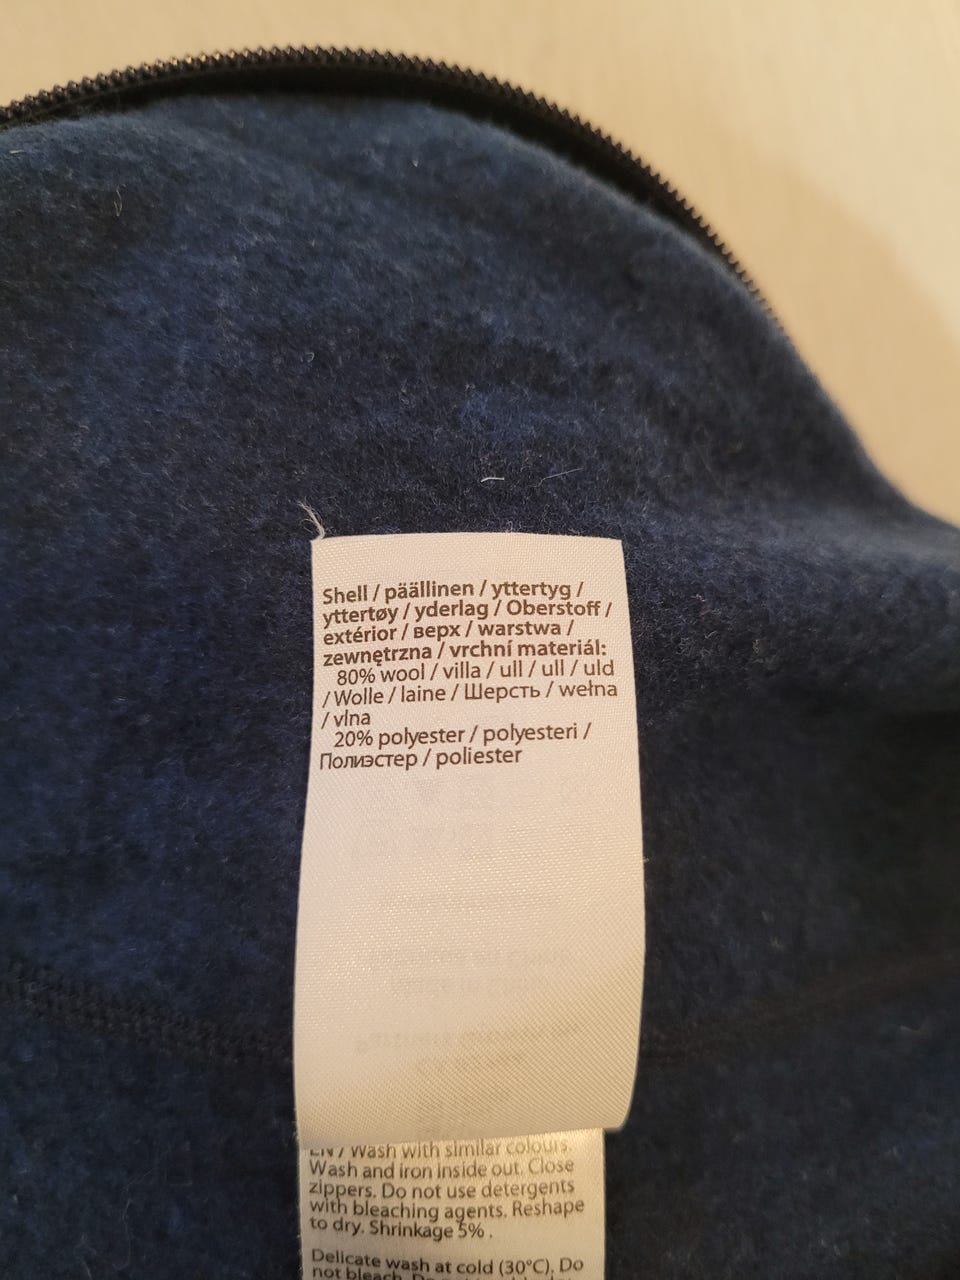 Shell / päällinen / yttertyg /
yttertøy / yderlag / Oberstoff /
extérior / верх / warstwa /
zewnętrzna / vrchní materiál:
80% wool / villa / ull / ull / uld
/ Wolle / laine / Шерсть / wełna
/ vlna
20% polyester / polyesteri /
Полиэстер / poliester
EN / Wash with similar colours.
Wash and iron inside out. Close
zippers. Do not use detergents
with bleaching agents. Reshape
to dry. Shrinkage 5% .
Delicate wash at cold (30°C). Do
not bleach.